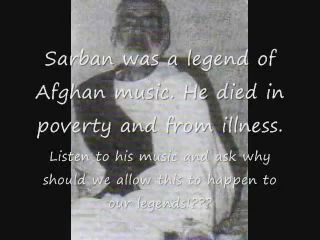 Sarban was a legend of
Afghan music. He died in
poverty and from illness.
Listen to his music and ask why
should we allow this to happen to
our legends!???